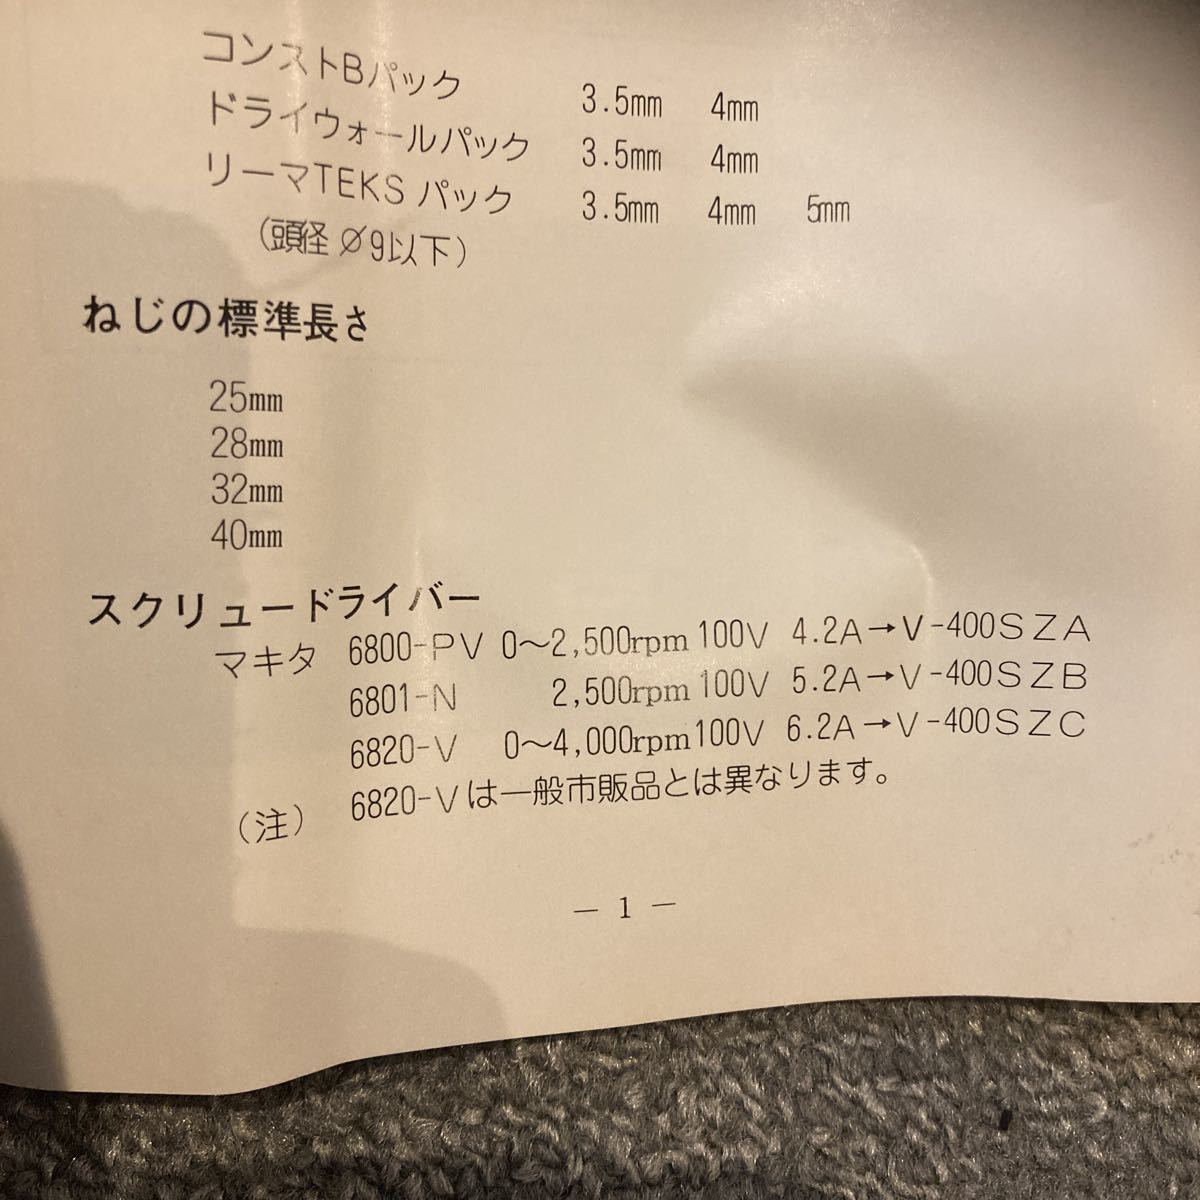 コンストBパック 3.5mm 4mm
ドライウォールパック 3.5mm 4mm
リーマTEKS パック 3.5mm 4mm 5mm
(頭径 ∅9以下)
ねじの標準長さ
25mm
28mm
32mm
40mm
スクリュードライバー
マキタ 6800-PV 0～2,500rpm 100V 4.2A→V-400SZA
6801-N 2,500rpm 100V 5.2A→V-400SZB
6820-V 0～4,000rpm 100V 6.2A→V-400SZC
(注) 6820-Vは一般市販品とは異なります。
— 1 —